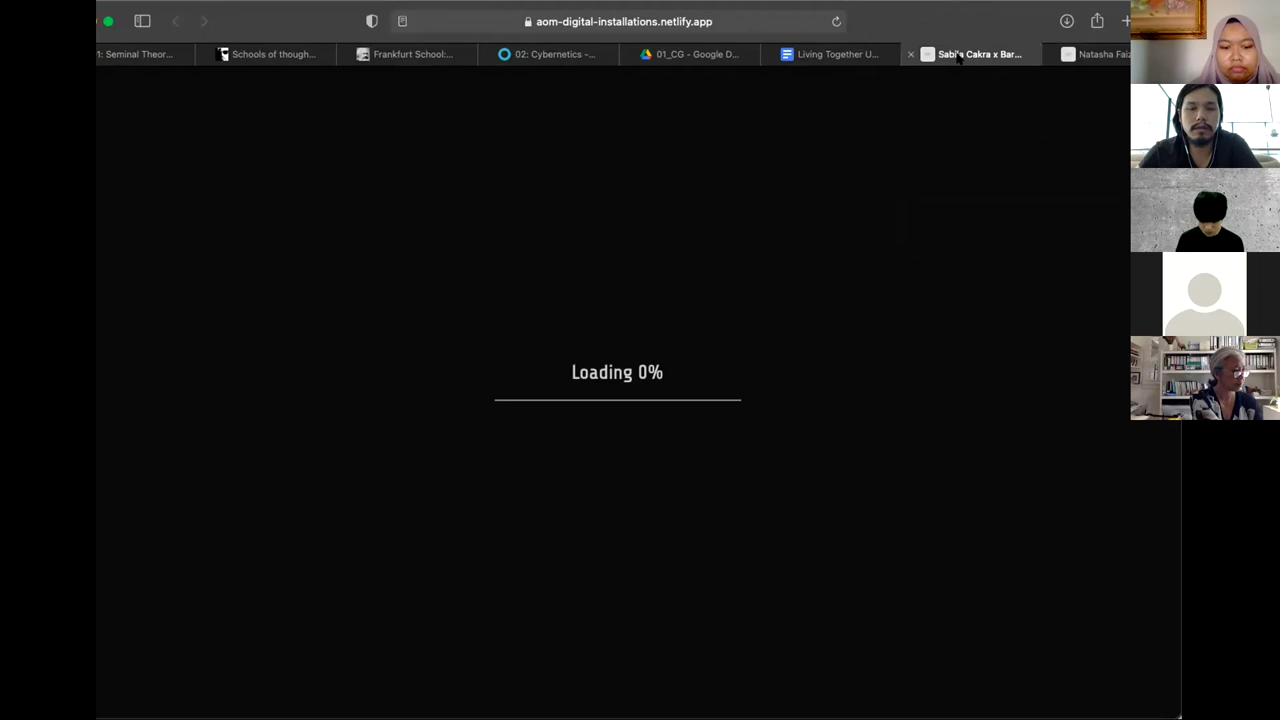 aom-digital-installations.netlify.app
1: Seminal Theor...
Schools of though...
Frankfurt School:...
02: Cybernetics -...
01_CG - Google D...
Living Together U...
Sabi's Cakra x Bar...
Natasha Faiz
Loading 0%